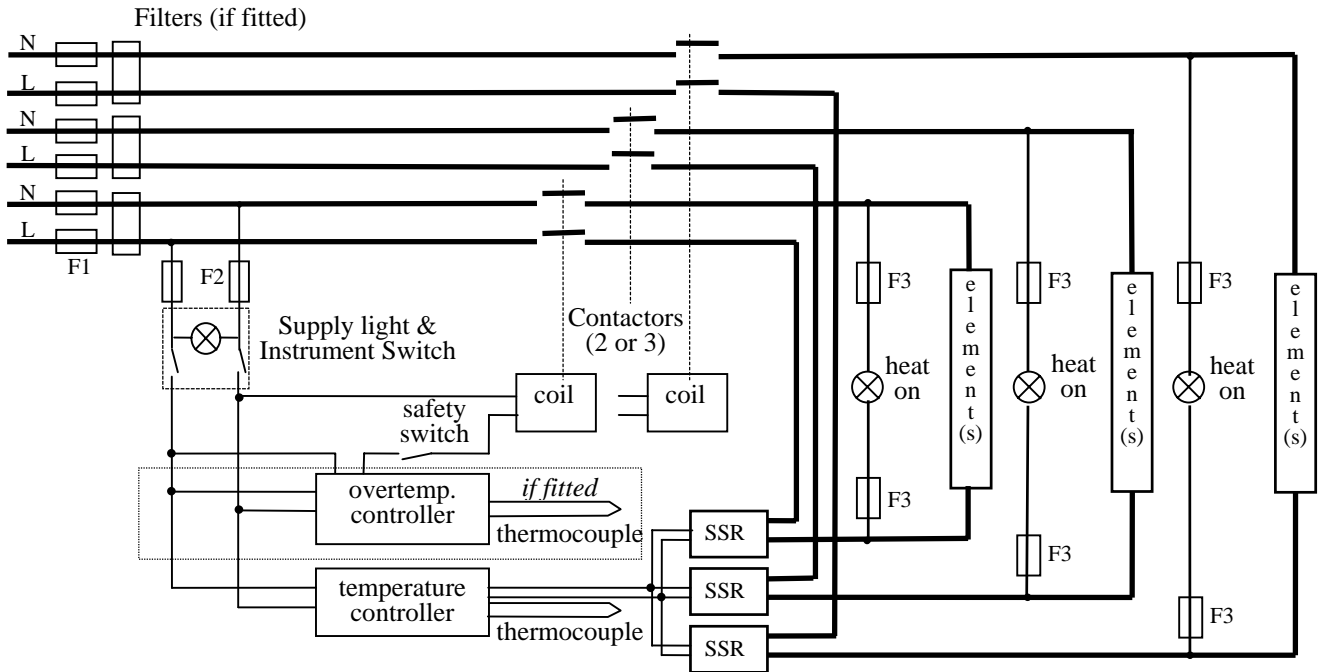 Filters (if fitted)
N
L
N
L
N
L
F1
F2
Supply light &
Instrument Switch
Contactors
(2 or 3)
coil
coil
safety
switch
overtemp.
controller
if fitted
thermocouple
temperature
controller
thermocouple
SSR
SSR
SSR
F3
heat
on
F3
element(s)
F3
heat
on
F3
element(s)
F3
heat
on
F3
element(s)